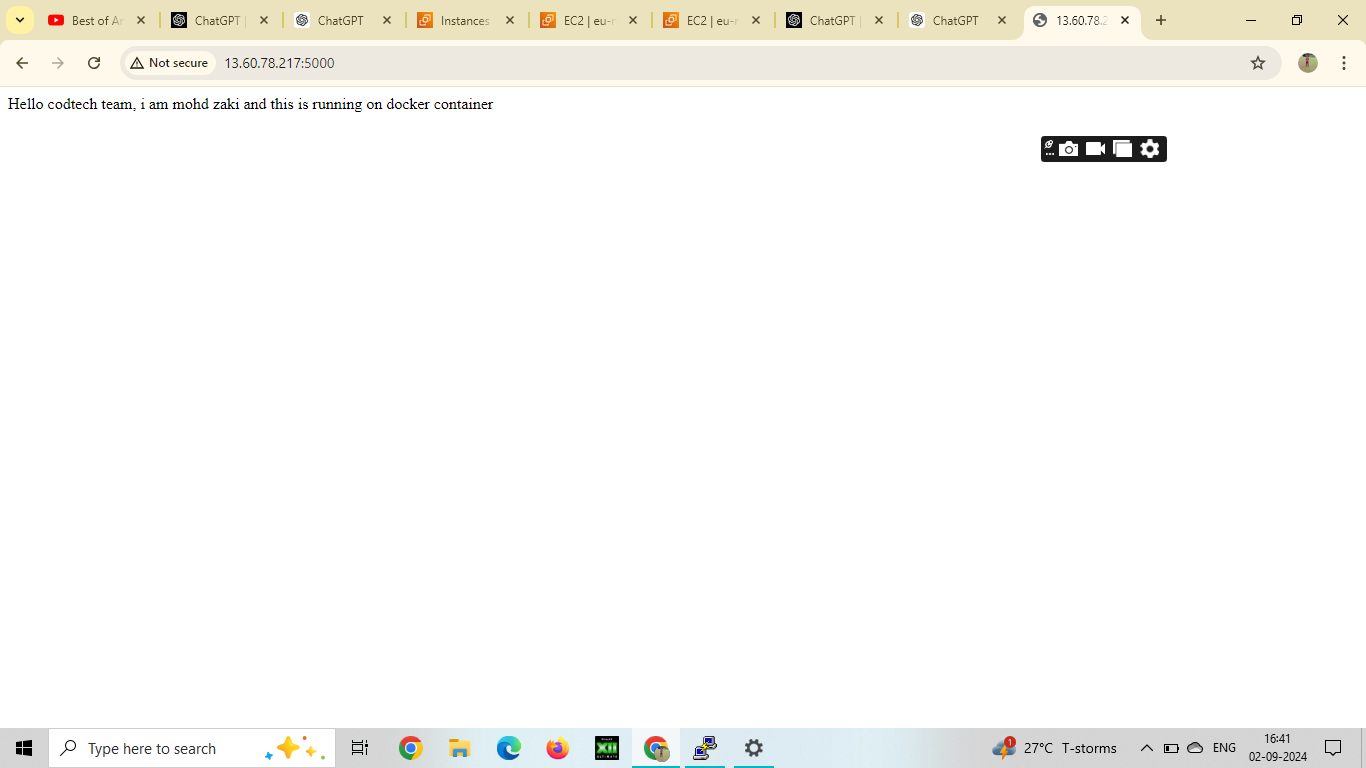 Best of Ar
ChatGPT
ChatGPT
Instances
EC2 | eu-r
EC2 | eu-r
ChatGPT
ChatGPT
13.60.78.2
Not secure
13.60.78.217:5000
Hello codtech team, i am mohd zaki and this is running on docker container
Type here to search
XII
1
27°C T-storms
ENG
16:41
02-09-2024